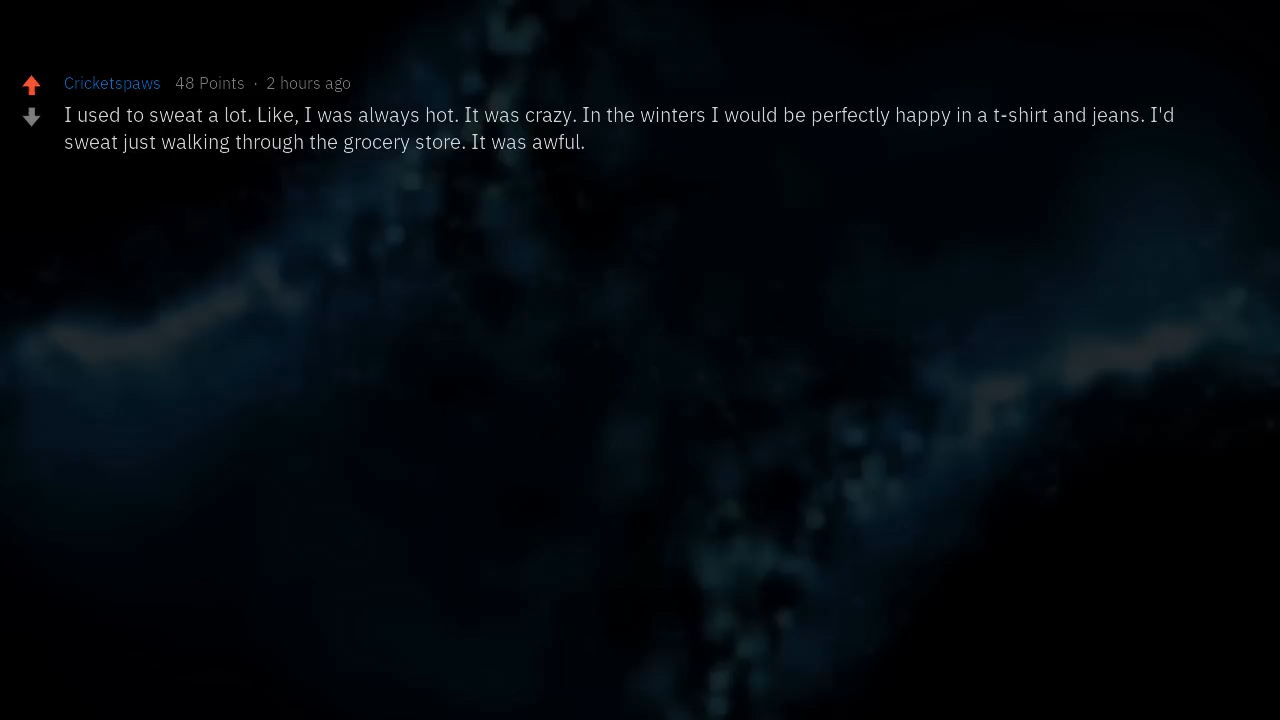 Cricketspaws 48 Points · 2 hours ago
I used to sweat a lot. Like, I was always hot. It was crazy. In the winters I would be perfectly happy in a t-shirt and jeans. I'd
sweat just walking through the grocery store. It was awful.